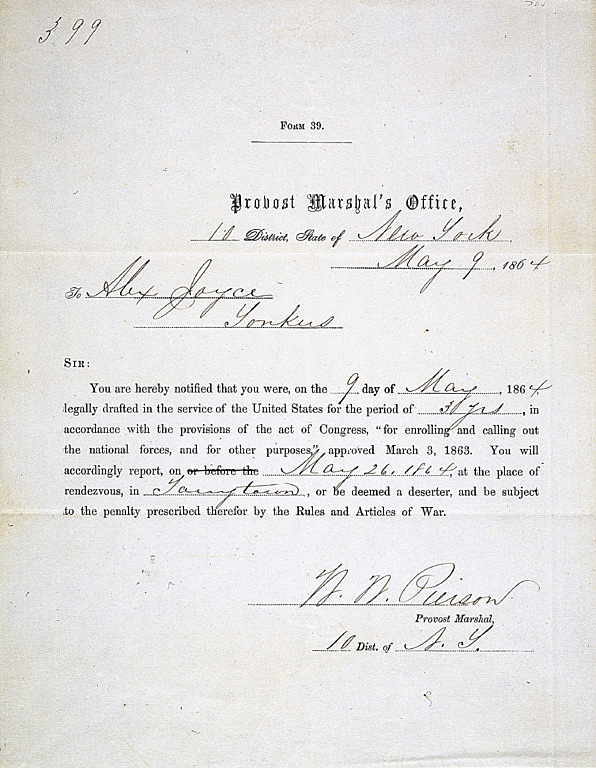 399
FORM 39.
Provost Marshal's Office,
10 District, State of New York
May 9, 1864
To Alex Joyce
Yonkers
SIR:
You are hereby notified that you were, on the 9 day of May, 1864,
legally drafted in the service of the United States for the period of 3 yrs, in
accordance with the provisions of the act of Congress, “for enrolling and calling out
the national forces, and for other purposes,” approved March 3, 1863. You will
accordingly report, on or before the May 26, 1864, at the place of
rendezvous, in Tarrytown, or be deemed a deserter, and be subject
to the penalty prescribed therefor by the Rules and Articles of War.
Pierson
Provost Marshal,
10 Dist. of N. Y.